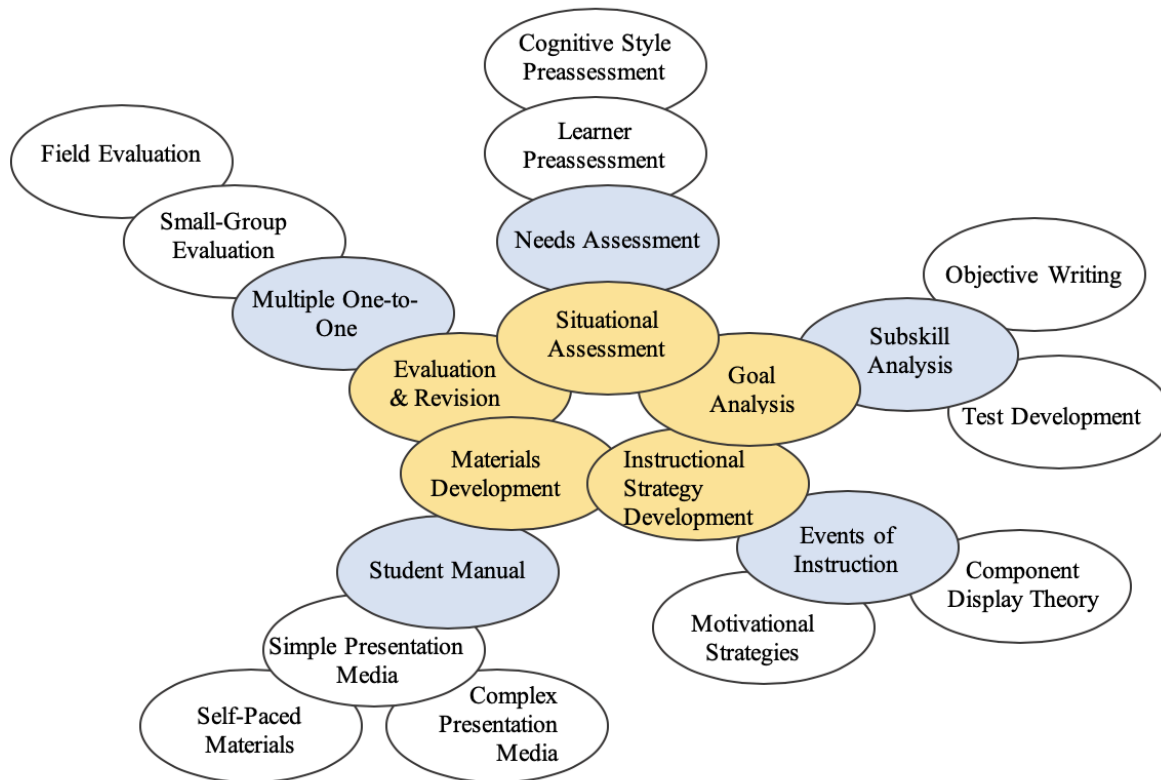 Cognitive Style
Preassessment
Learner
Preassessment
Needs Assessment
Situational
Assessment
Field Evaluation
Small-Group
Evaluation
Multiple One-to-
One
Evaluation
& Revision
Goal
Analysis
Subskill
Analysis
Objective Writing
Test Development
Materials
Development
Instructional
Strategy
Development
Events of
Instruction
Component
Display Theory
Motivational
Strategies
Student Manual
Simple Presentation
Media
Self-Paced
Materials
Complex
Presentation
Media